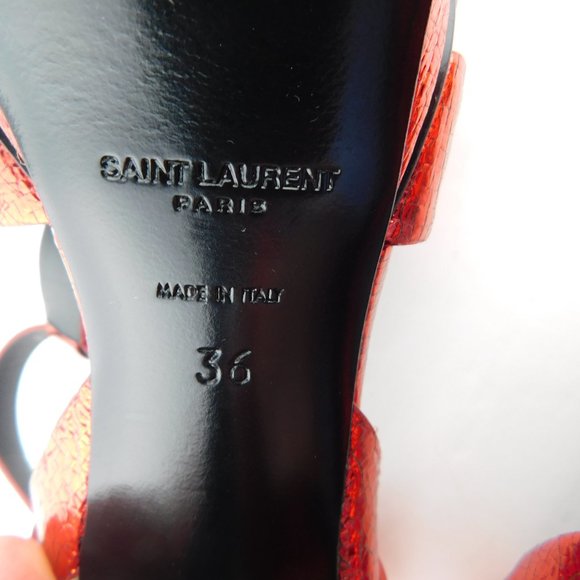 SAINT LAURENT
PARIS
MADE IN ITALY
36